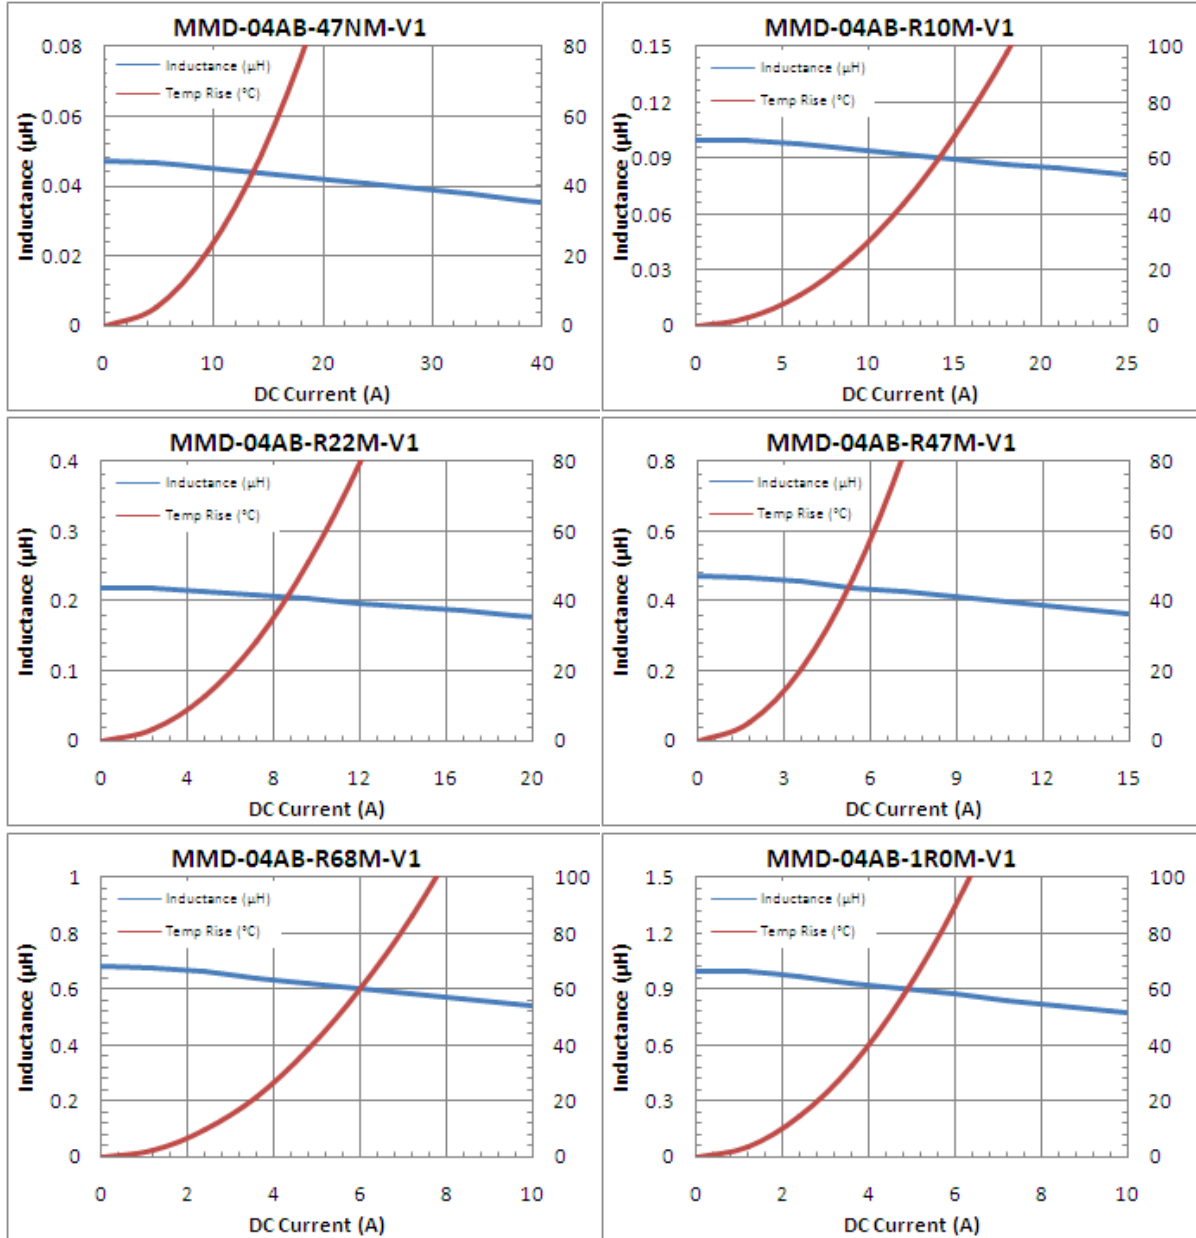 MMD-04AB-47NM-V1
Inductance (µH)
Temp Rise (°C)
0.08
0.06
0.04
0.02
0
80
60
40
20
0
0 10 20 30 40
Inductance (µH)
DC Current (A)
MMD-04AB-R10M-V1
Inductance (µH)
Temp Rise (°C)
0.15
0.12
0.09
0.06
0.03
0
100
80
60
40
20
0
0 5 10 15 20 25
Inductance (µH)
DC Current (A)
MMD-04AB-R22M-V1
Inductance (µH)
Temp Rise (°C)
0.4
0.3
0.2
0.1
0
80
60
40
20
0
0 4 8 12 16 20
Inductance (µH)
DC Current (A)
MMD-04AB-R47M-V1
Inductance (µH)
Temp Rise (°C)
0.8
0.6
0.4
0.2
0
80
60
40
20
0
0 3 6 9 12 15
Inductance (µH)
DC Current (A)
MMD-04AB-R68M-V1
Inductance (µH)
Temp Rise (°C)
1
0.8
0.6
0.4
0.2
0
100
80
60
40
20
0
0 2 4 6 8 10
Inductance (µH)
DC Current (A)
MMD-04AB-1R0M-V1
Inductance (µH)
Temp Rise (°C)
1.5
1.2
0.9
0.6
0.3
0
100
80
60
40
20
0
0 2 4 6 8 10
Inductance (µH)
DC Current (A)